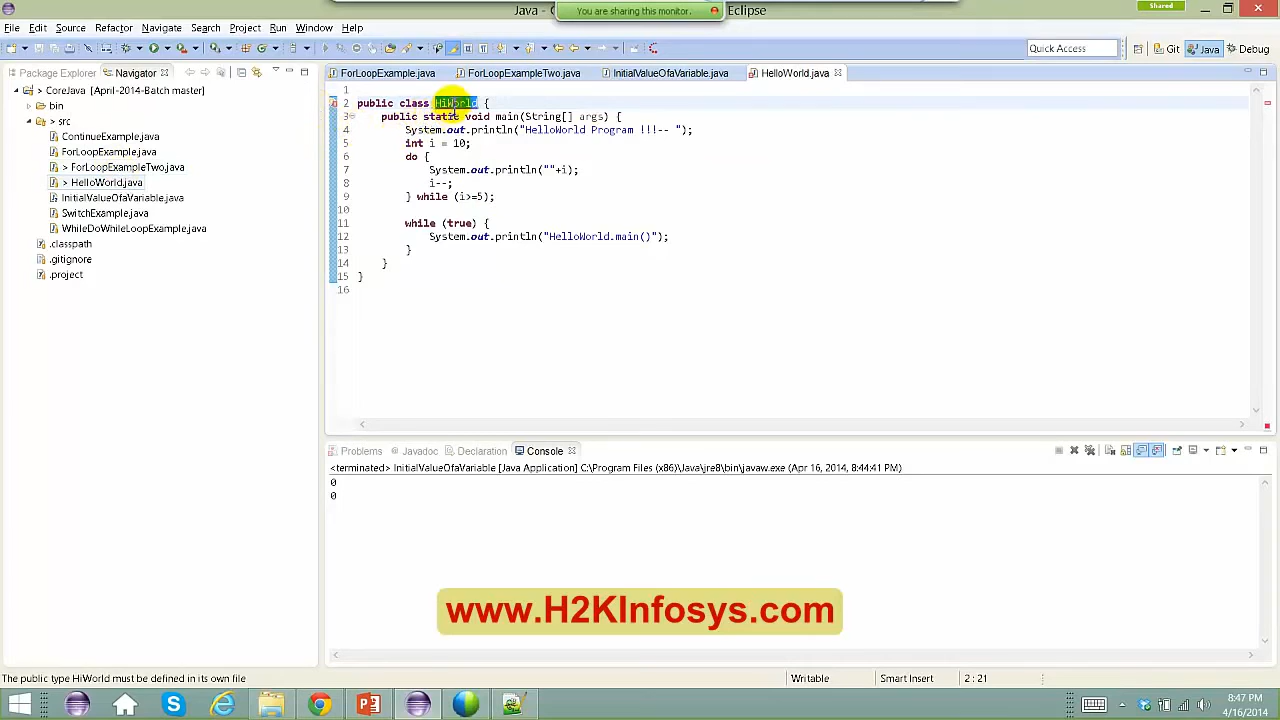 Java - 
You are sharing this monitor.
Eclipse
Shared
File Edit Source Refactor Navigate Search Project Run Window Help
Quick Access
Git
Java
Debug
Package Explorer
Navigator
ForLoopExample.java
ForLoopExampleTwo.java
InitialValueOfaVariable.java
HelloWorld.java
> CoreJava [April-2014-Batch master]
bin
> src
ContinueExample.java
ForLoopExample.java
> ForLoopExampleTwo.java
> HelloWorld.java
InitialValueOfaVariable.java
SwitchExample.java
WhileDoWhileLoopExample.java
.classpath
.gitignore
.project
1
2 public class HiWorld {
3 public static void main(String[] args) {
4 System.out.println("HelloWorld Program !!!-- ");
5 int i = 10;
6 do {
7 System.out.println(""+i);
8 i--;
9 } while (i>=5);
10
11 while (true) {
12 System.out.println("HelloWorld.main()");
13 }
14 }
15 }
16
Problems
@ Javadoc
Declaration
Console
<terminated> InitialValueOfaVariable [Java Application] C:\Program Files (x86)\Java\jre8\bin\javaw.exe (Apr 16, 2014, 8:44:41 PM)
0
0
www.H2KInfosys.com
The public type HiWorld must be defined in its own file
Writable
Smart Insert
2 : 21
8:47 PM
4/16/2014